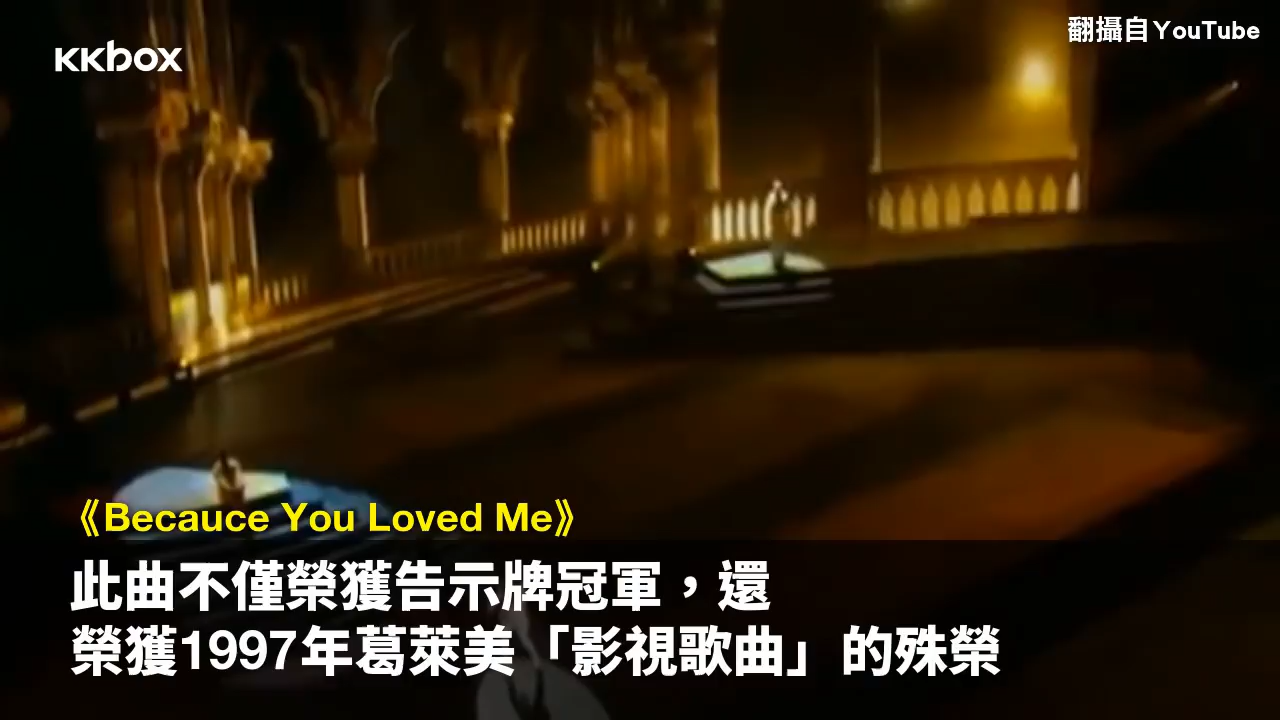 KKBOX
翻攝自YouTube
《Becauce You Loved Me》
此曲不僅榮獲告示牌冠軍，還
榮獲1997年葛萊美「影視歌曲」的殊榮